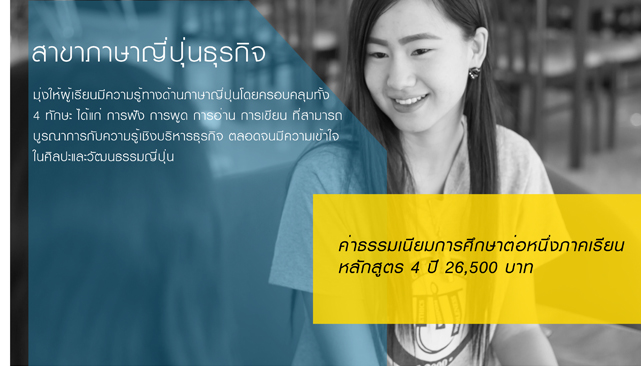 สาขาภาษาญี่ปุ่นธุรกิจ
มุ่งให้ผู้เรียนมีความรู้ทางด้านภาษาญี่ปุ่นโดยครอบคลุมทั้ง
4 ทักษะ ได้แก่ การฟัง การพูด การอ่าน การเขียน ที่สามารถ
บูรณาการกับความรู้เชิงบริหารธุรกิจ ตลอดจนมีความเข้าใจ
ในศิลปะและวัฒนธรรมญี่ปุ่น
ค่าธรรมเนียมการศึกษาต่อหนึ่งภาคเรียน
หลักสูตร 4 ปี 26,500 บาท